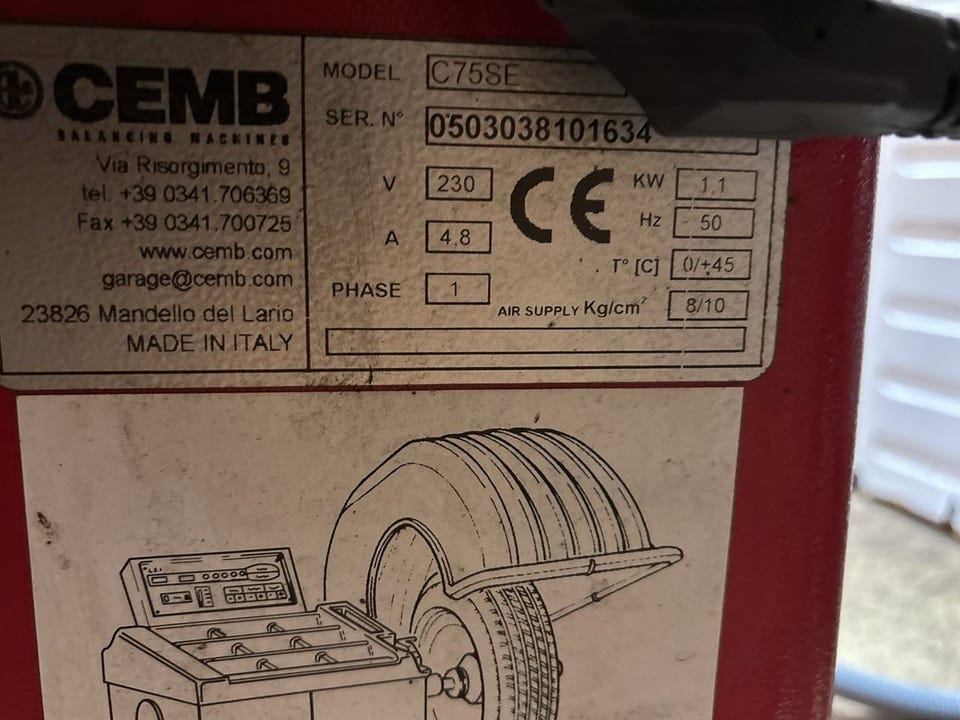 CEMB
BALANCING MACHINES
Via Risorgimento, 9
tel. +39 0341.706369
Fax +39 0341.700725
www.cemb.com
garage@cemb.com
23826 Mandello del Lario
MADE IN ITALY
MODEL C75SE
SER. N° 0503038101634
V 230
A 4,8
PHASE 1
CE
KW 1,1
Hz 50
T° [C] 0/+45
AIR SUPPLY Kg/cm² 8/10